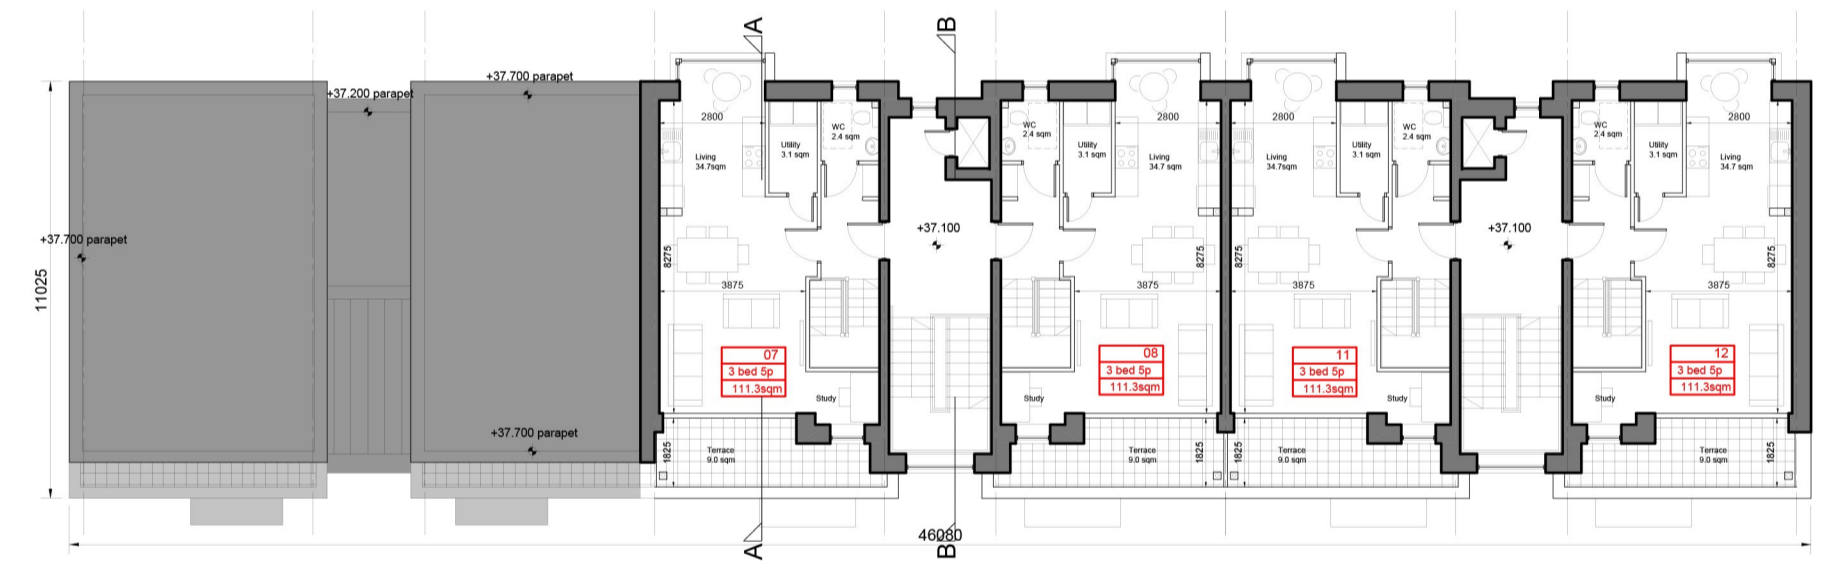 A
B
+37.700 parapet
+37.200 parapet
+37.700 parapet
+37.700 parapet
11025
2800
WC
2.4 sqm
Utility
3.1 sqm
Living
34.7sqm
8275
3875
07
3 bed 5p
111.3sqm
Study
Terrace
9.0 sqm
1825
+37.100
WC
2.4 sqm
Utility
3.1 sqm
2800
Living
34.7 sqm
8275
3875
08
3 bed 5p
111.3sqm
Study
Terrace
9.0 sqm
1825
2800
WC
2.4 sqm
Utility
3.1 sqm
Living
34.7sqm
8275
3875
11
3 bed 5p
111.3sqm
Study
Terrace
9.0 sqm
1825
+37.100
WC
2.4 sqm
Utility
3.1 sqm
2800
Living
34.7 sqm
8275
3875
12
3 bed 5p
111.3sqm
Study
Terrace
9.0 sqm
1825
46080
A
B